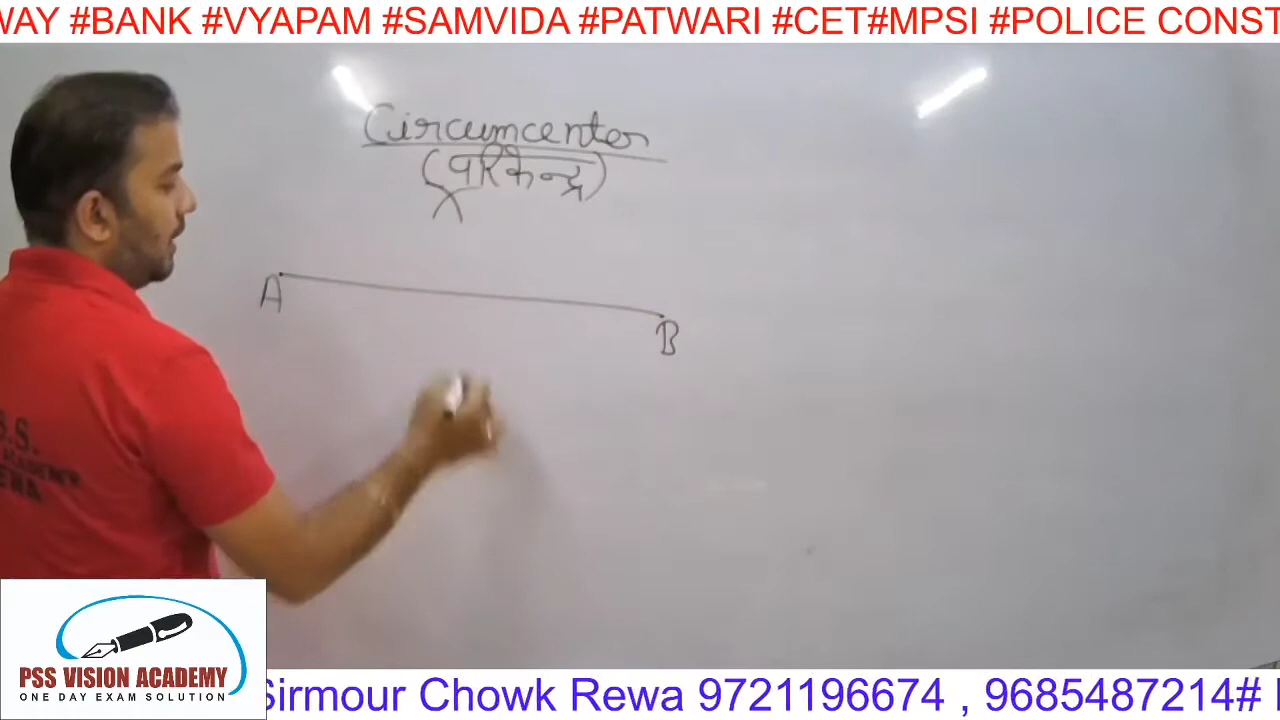 WAY #BANK #VYAPAM #SAMVIDA #PATWARI #CET#MPSI #POLICE CONST
Circumcenter
(परिकेन्द्र)
A
B
S.S.
PSS VISION ACADEMY
ONE DAY EXAM SOLUTION
Sirmour Chowk Rewa 9721196674 , 9685487214#